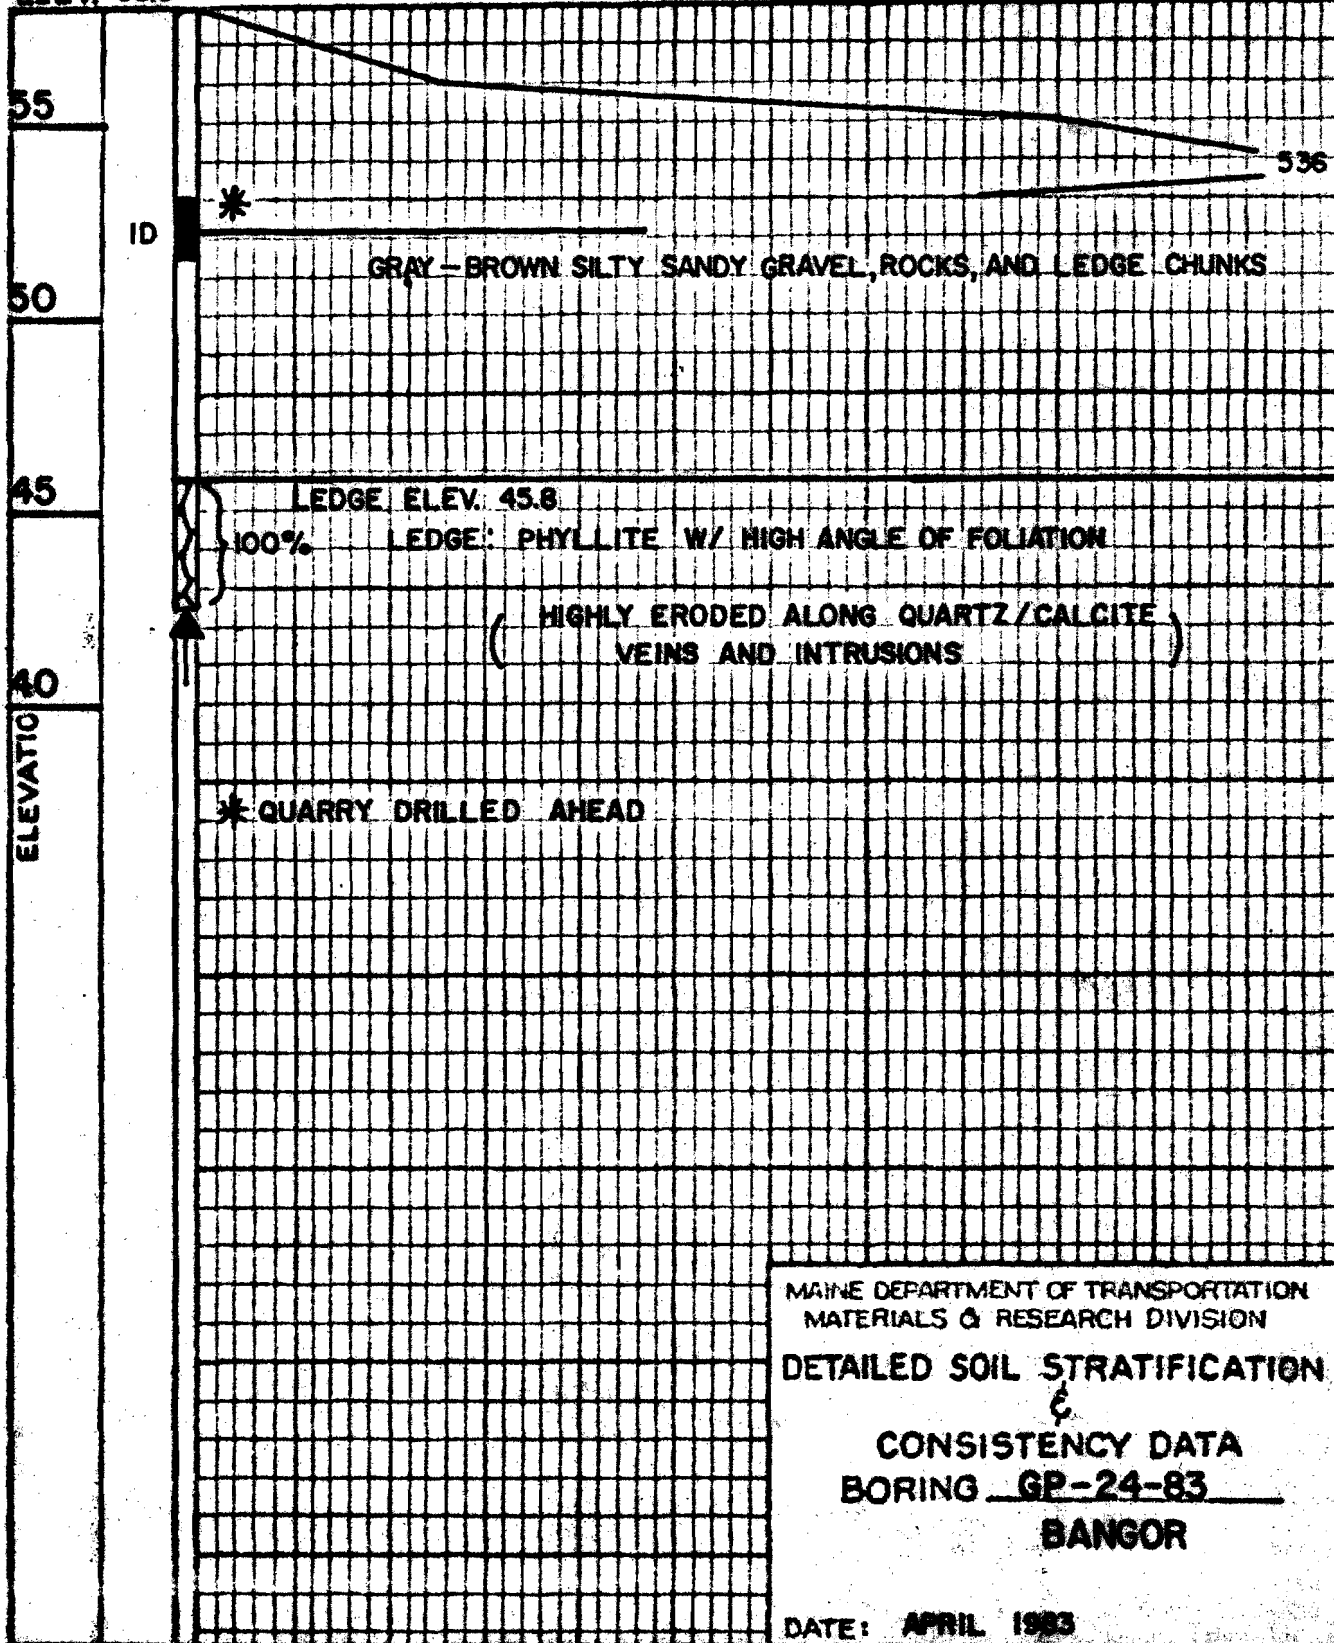 55
536
1D
GRAY-BROWN SILTY SANDY GRAVEL, ROCKS, AND LEDGE CHUNKS
50
45
LEDGE ELEV. 45.8
100% LEDGE: PHYLLITE W/ HIGH ANGLE OF FOLIATION
( HIGHLY ERODED ALONG QUARTZ/CALCITE
VEINS AND INTRUSIONS )
40
ELEVATIO
* QUARRY DRILLED AHEAD
MAINE DEPARTMENT OF TRANSPORTATION
MATERIALS & RESEARCH DIVISION
DETAILED SOIL STRATIFICATION
&
CONSISTENCY DATA
BORING GP-24-83
BANGOR
DATE: APRIL 1983